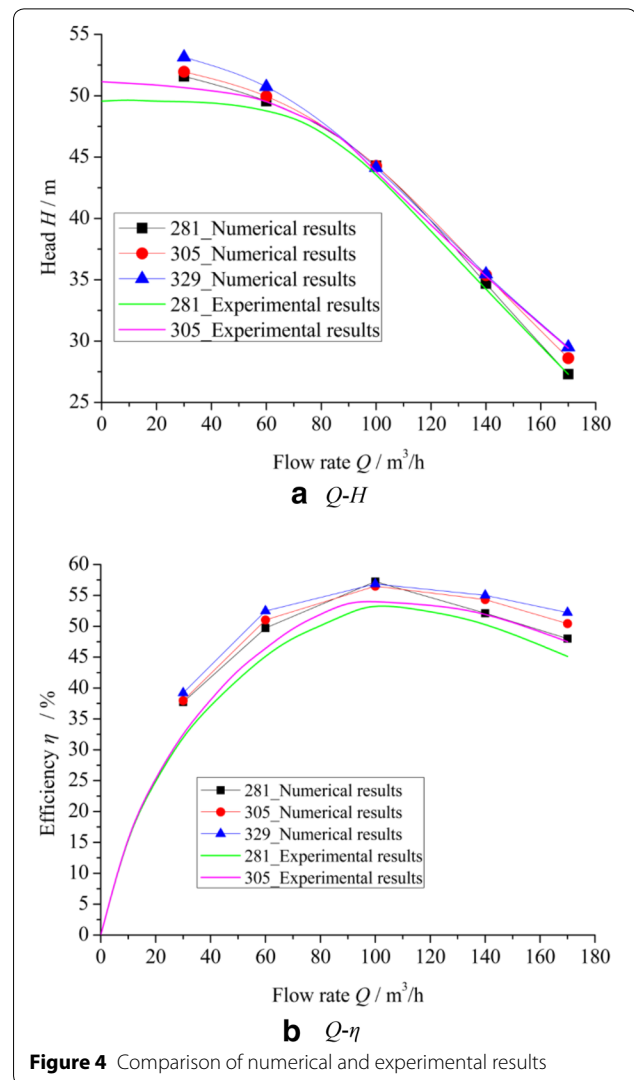 55
50
45
40
35
30
25
Head H / m
281_Numerical results
305_Numerical results
329_Numerical results
281_Experimental results
305_Experimental results
0 20 40 60 80 100 120 140 160 180
Flow rate Q / m³/h
a Q-H
60
55
50
45
40
35
30
25
20
15
10
5
0
Efficiency η / %
281_Numerical results
305_Numerical results
329_Numerical results
281_Experimental results
305_Experimental results
0 20 40 60 80 100 120 140 160 180
Flow rate Q / m³/h
b Q-η
Figure 4 Comparison of numerical and experimental results